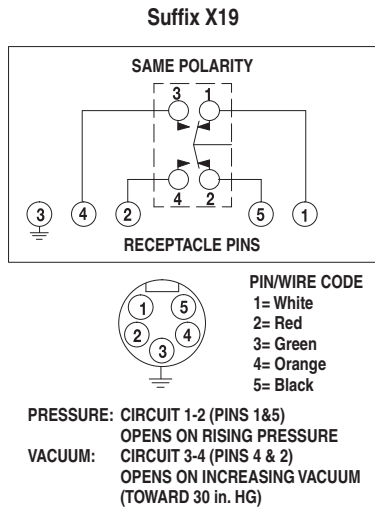 Suffix X19
SAME POLARITY
3 1
4 2
3 4 2 5 1
RECEPTACLE PINS
1 5
2 4
3
PIN/WIRE CODE
1= White
2= Red
3= Green
4= Orange
5= Black
PRESSURE: CIRCUIT 1-2 (PINS 1&5)
OPENS ON RISING PRESSURE
VACUUM: CIRCUIT 3-4 (PINS 4 & 2)
OPENS ON INCREASING VACUUM
(TOWARD 30 in. HG)